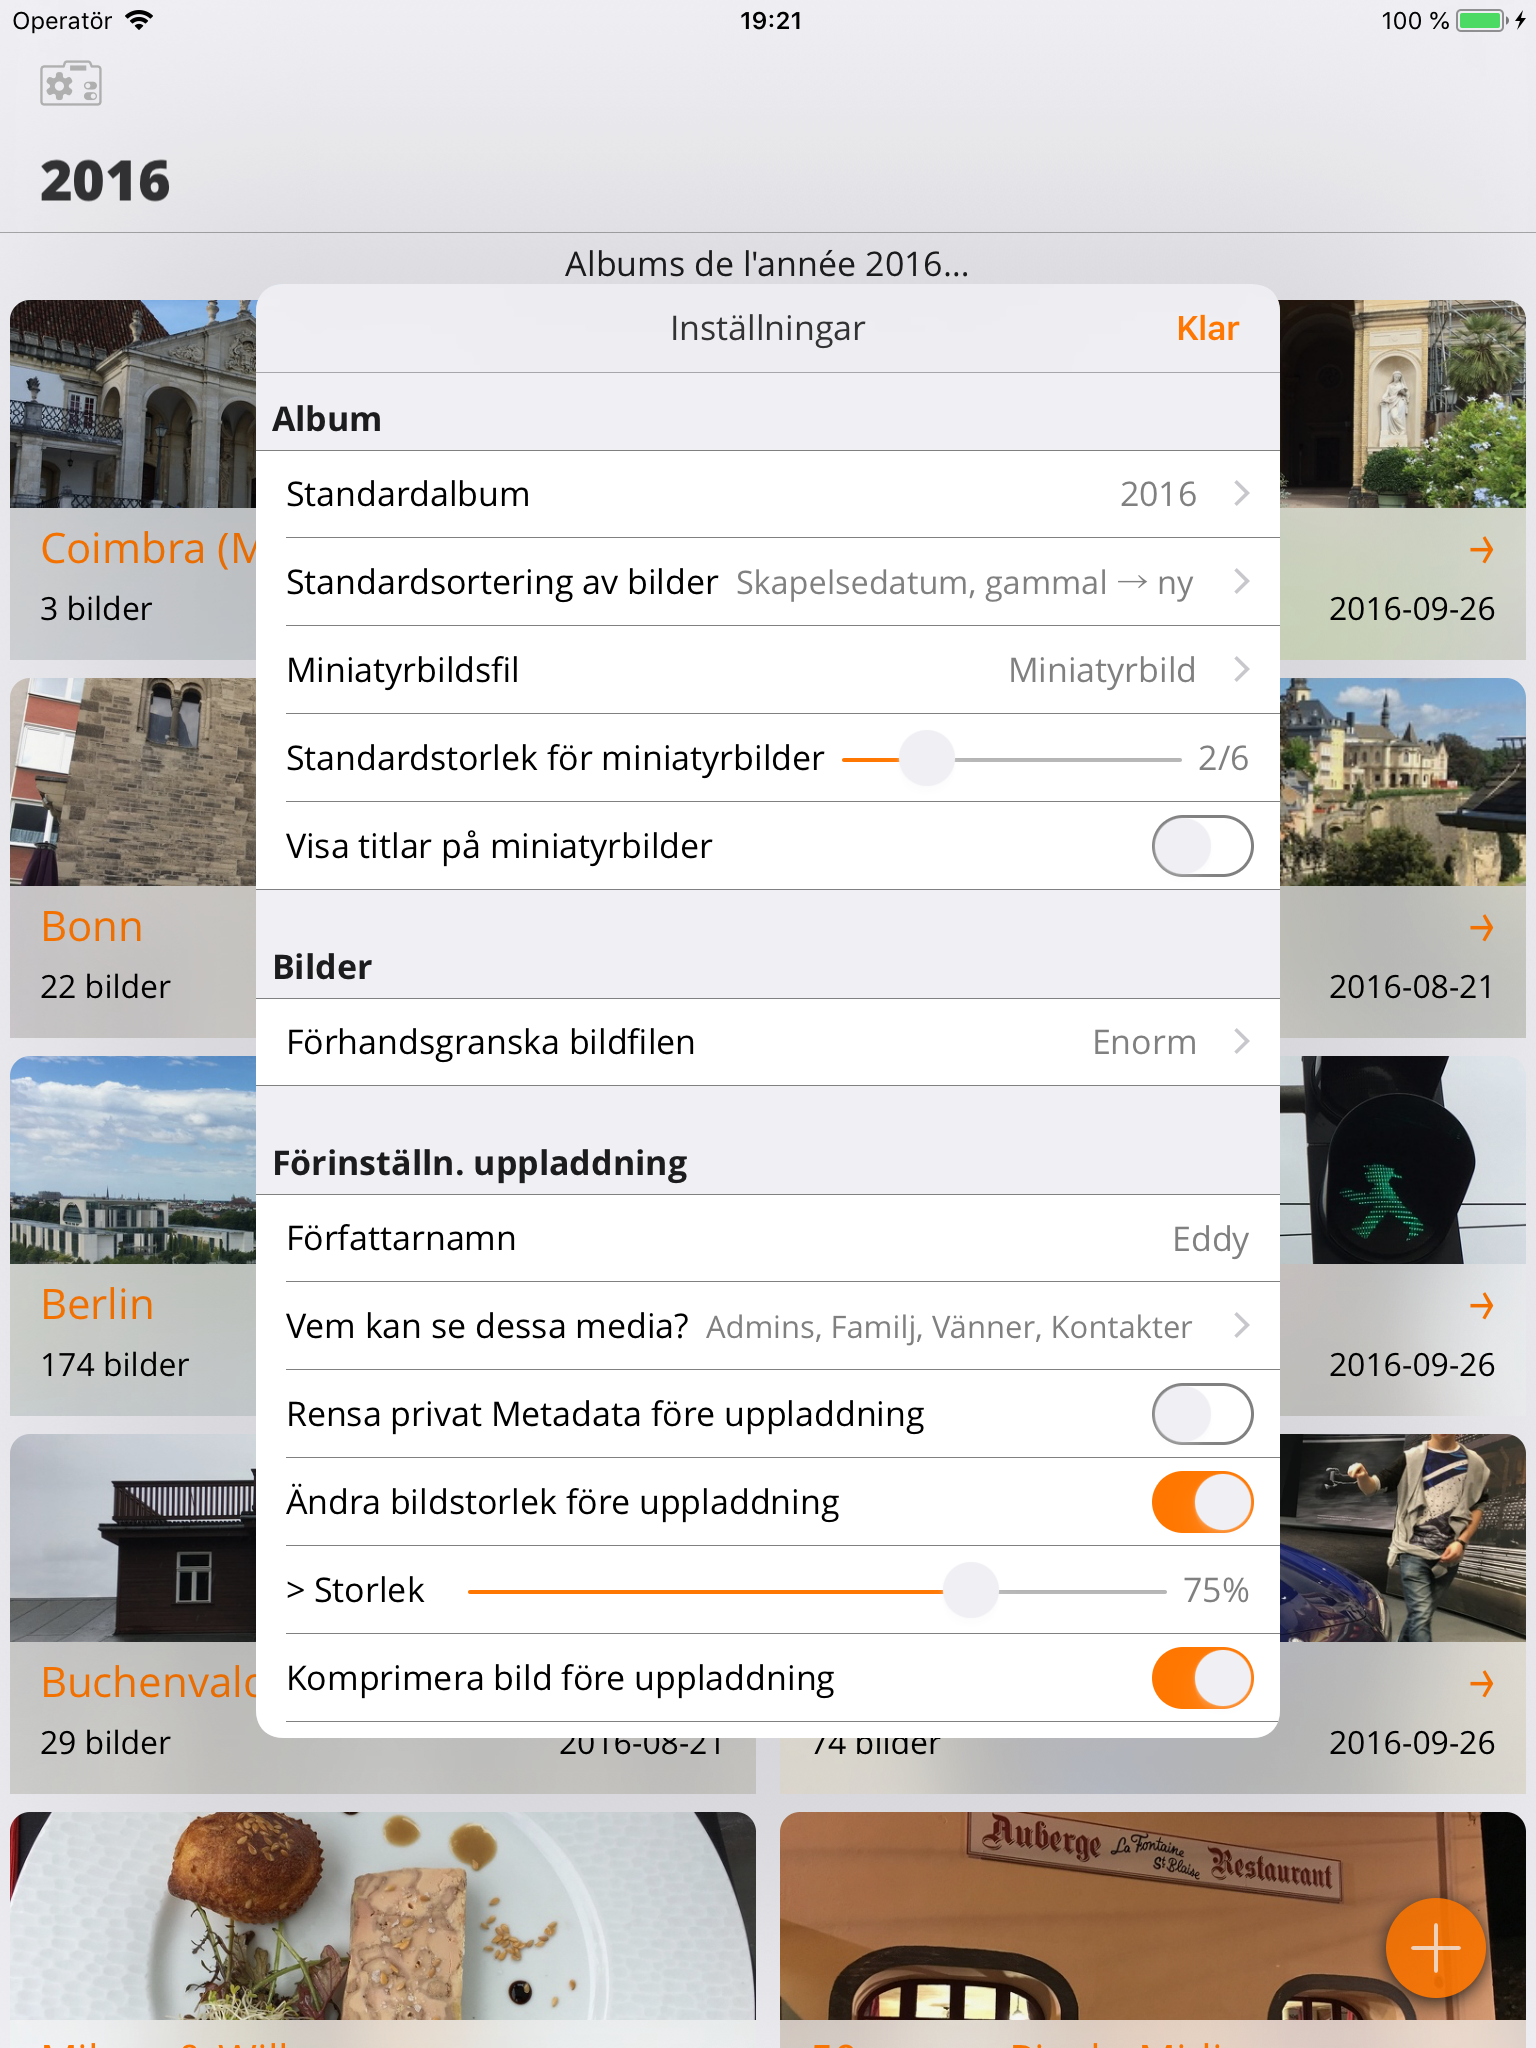 Operatör 19:21 100 %
2016
Albums de l'année 2016...
Inställningar Klar
Album
Standardalbum 2016
Standardsortering av bilder Skapelsedatum, gammal → ny
Miniatyrbildsfil Miniatyrbild
Standardstorlek för miniatyrbilder 2/6
Visa titlar på miniatyrbilder
Bilder
Förhandsgranska bildfilen Enorm
Förinställn. uppladdning
Författarnamn Eddy
Vem kan se dessa media? Admins, Familj, Vänner, Kontakter
Rensa privat Metadata före uppladdning
Ändra bildstorlek före uppladdning
> Storlek 75%
Komprimera bild före uppladdning
Coimbra
3 bilder
2016-09-26
Bonn
22 bilder
2016-08-21
Berlin
174 bilder
2016-09-26
29 bilder 2016-08-21
74 bilder 2016-09-26
Auberge La Fontaine St Blaise Restaurant